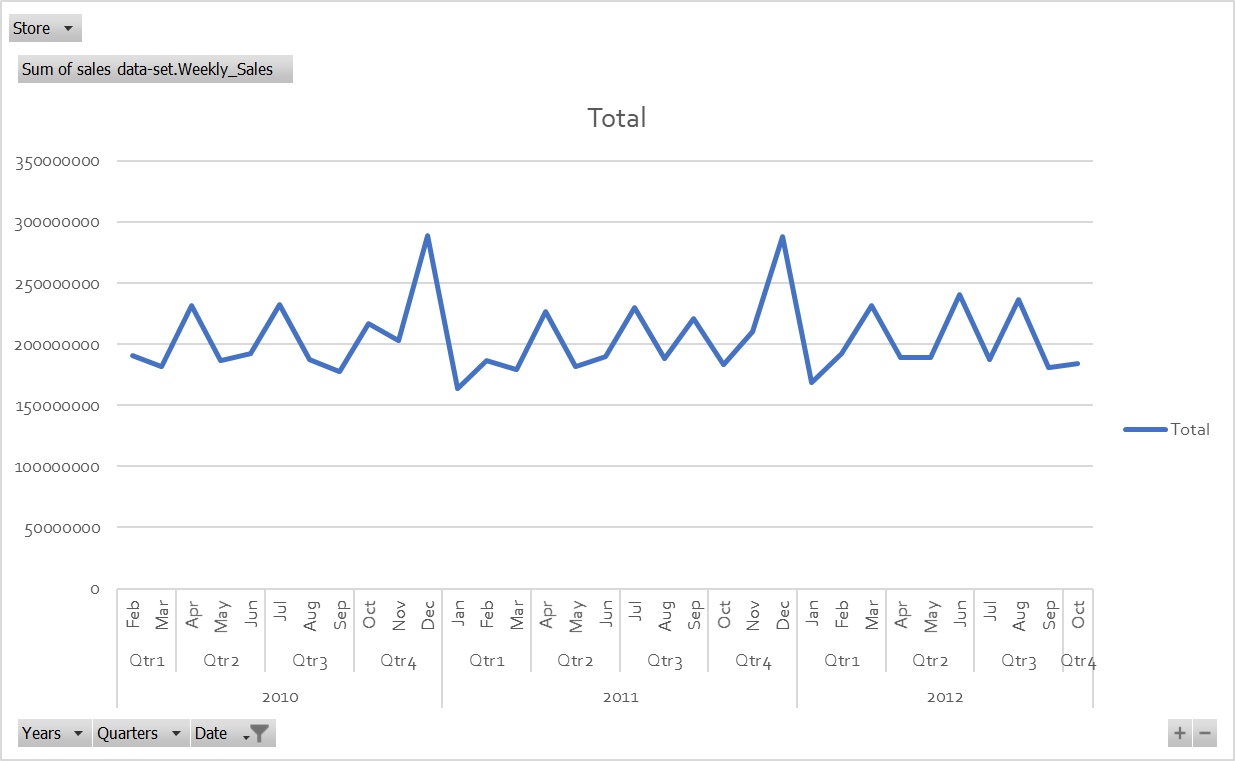 Store
Sum of sales data-set.Weekly_Sales
Total
350000000
300000000
250000000
200000000
150000000
100000000
50000000
0
Total
Feb Mar Apr May Jun Jul Aug Sep Oct Nov Dec Jan Feb Mar Apr May Jun Jul Aug Sep Oct Nov Dec Jan Feb Mar Apr May Jun Jul Aug Sep Oct
Qtr1 Qtr2 Qtr3 Qtr4 Qtr1 Qtr2 Qtr3 Qtr4 Qtr1 Qtr2 Qtr3 Qtr4
2010 2011 2012
Years Quarters Date + −